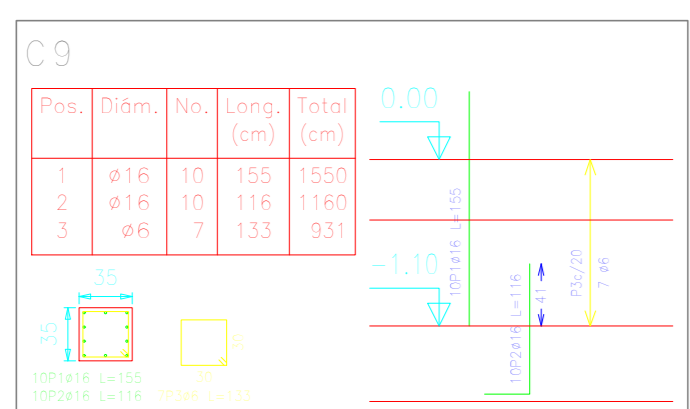 C9
Pos. Diám. No. Long. (cm) Total (cm)
1 ø16 10 155 1550
2 ø16 10 116 1160
3 ø6 7 133 931
35
35
10P1ø16 L=155
10P2ø16 L=116
7P3ø6 L=133
0.00
-1.10
10P1ø16 L=155
10P2ø16 L=116
41
P3c/20
7 ø6